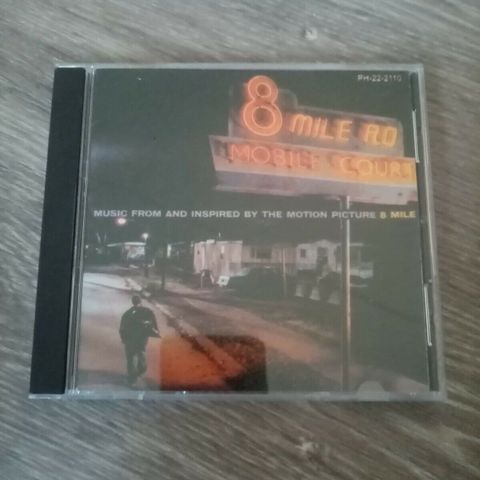 PH-22-2110
8 MILE RD
MOBILE COURT
MUSIC FROM AND INSPIRED BY THE MOTION PICTURE 8 MILE